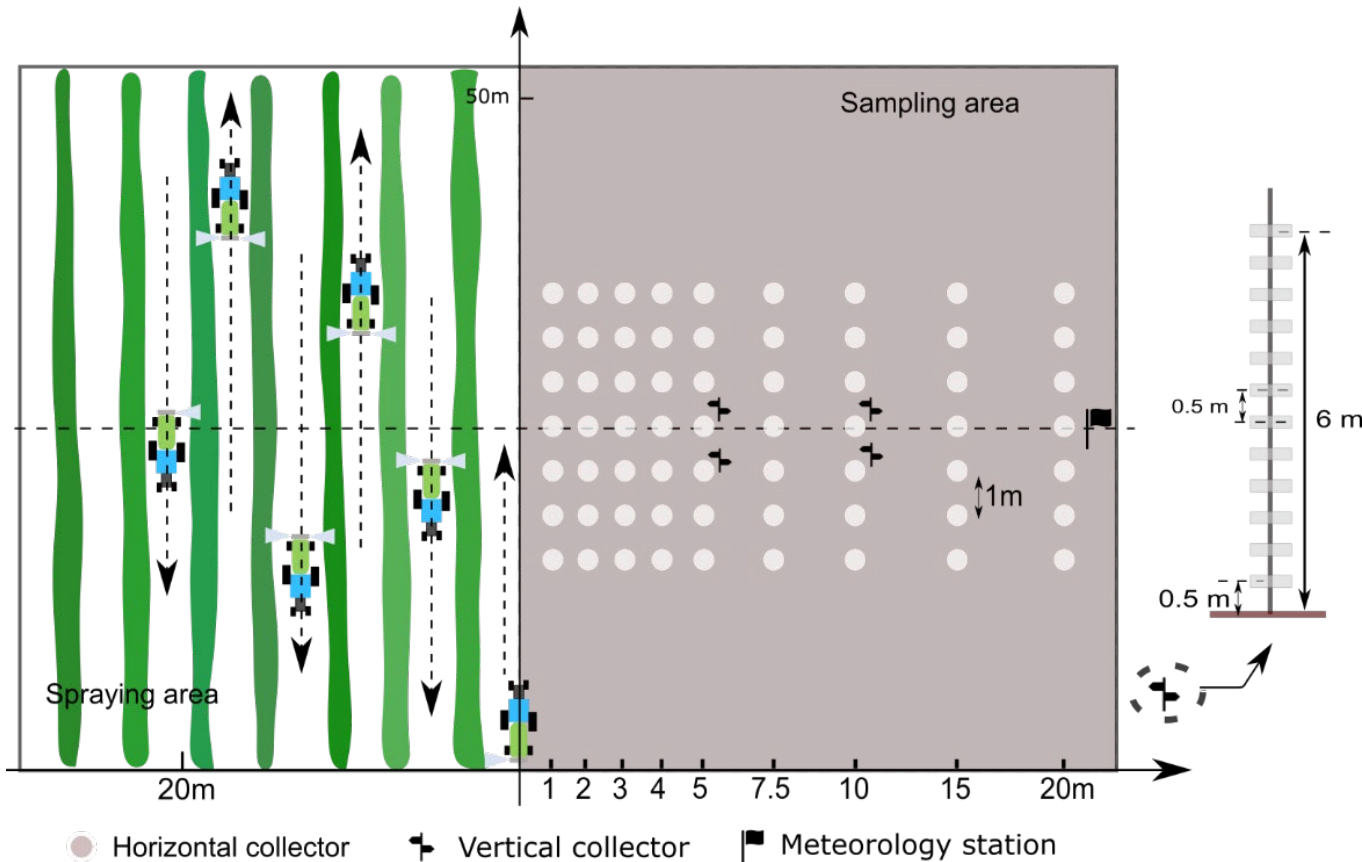 50m
Sampling area
0.5 m
6 m
1m
0.5 m
Spraying area
20m
1 2 3 4 5 7.5 10 15 20m
Horizontal collector Vertical collector Meteorology station